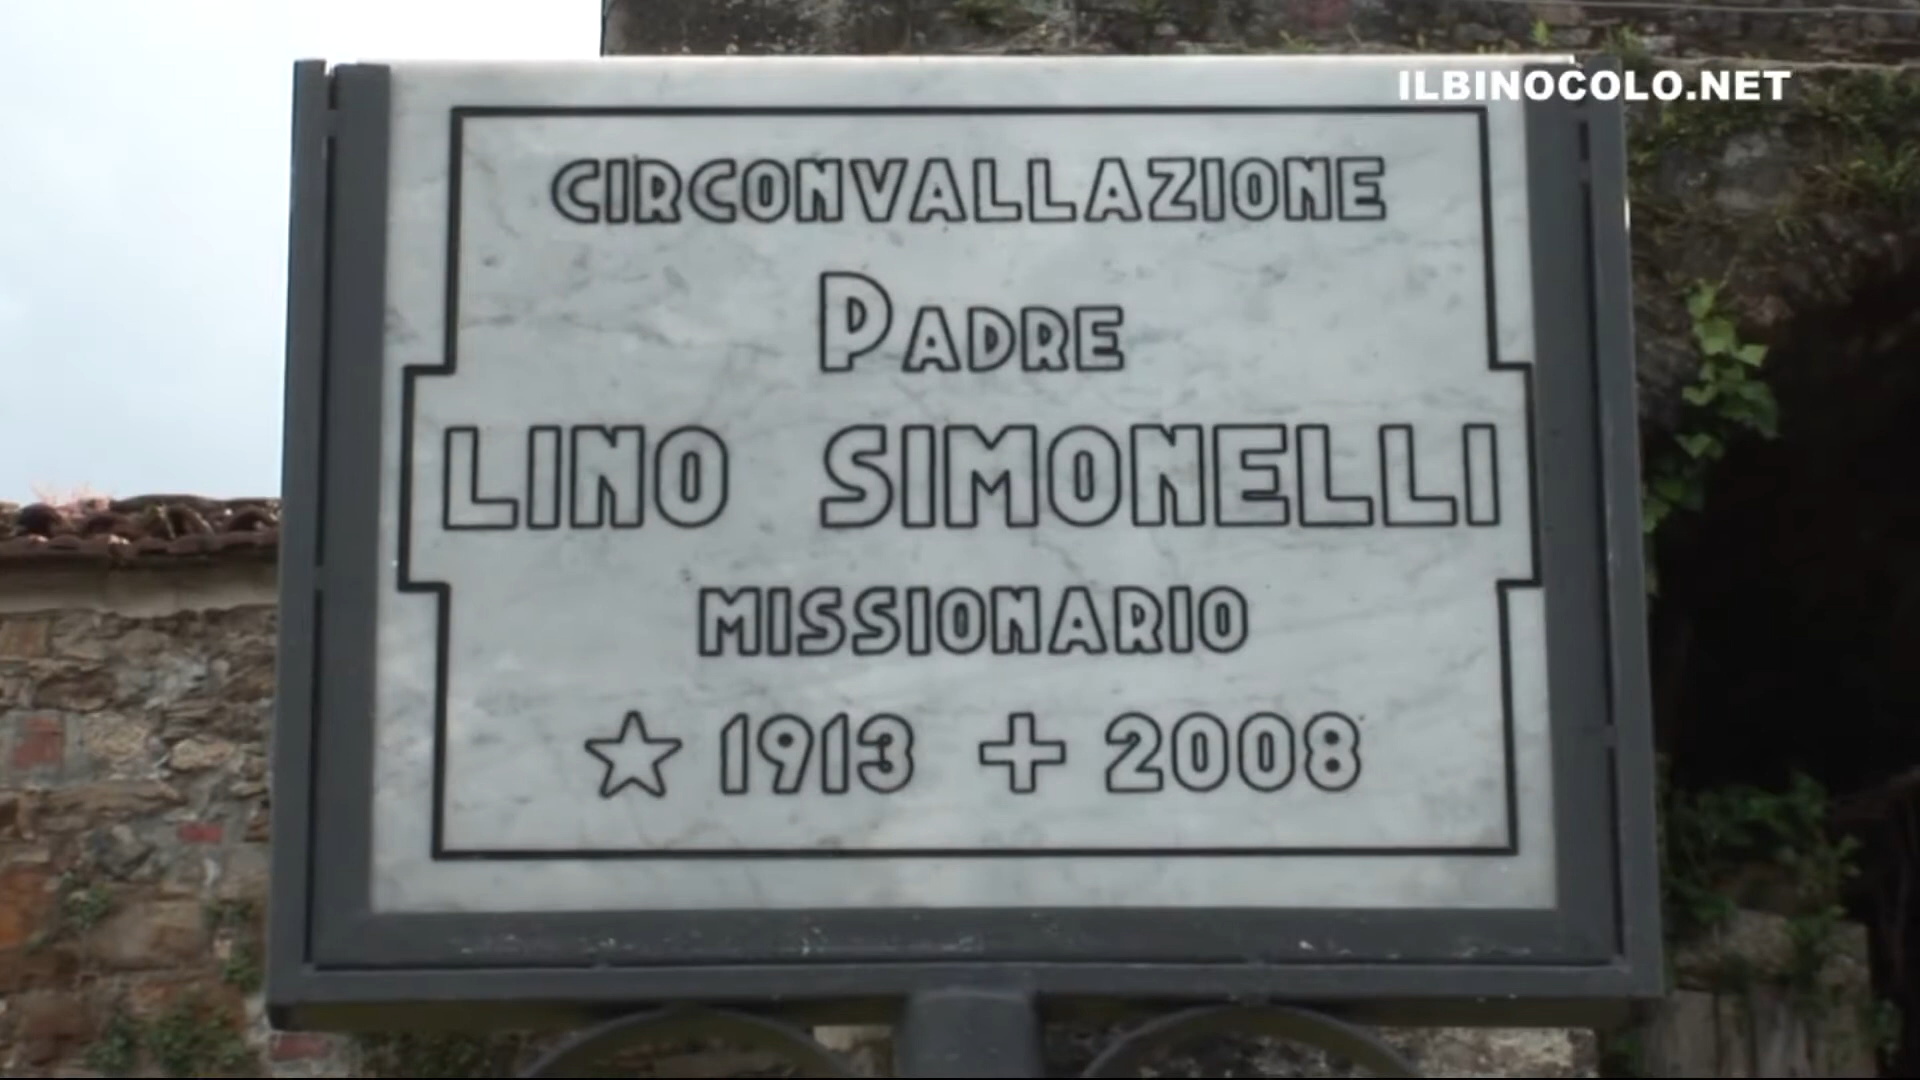 ILBINOCOLO.NET
CIRCONVALLAZIONE
PADRE
LINO SIMONELLI
MISSIONARIO
☆ 1913 ✚ 2008